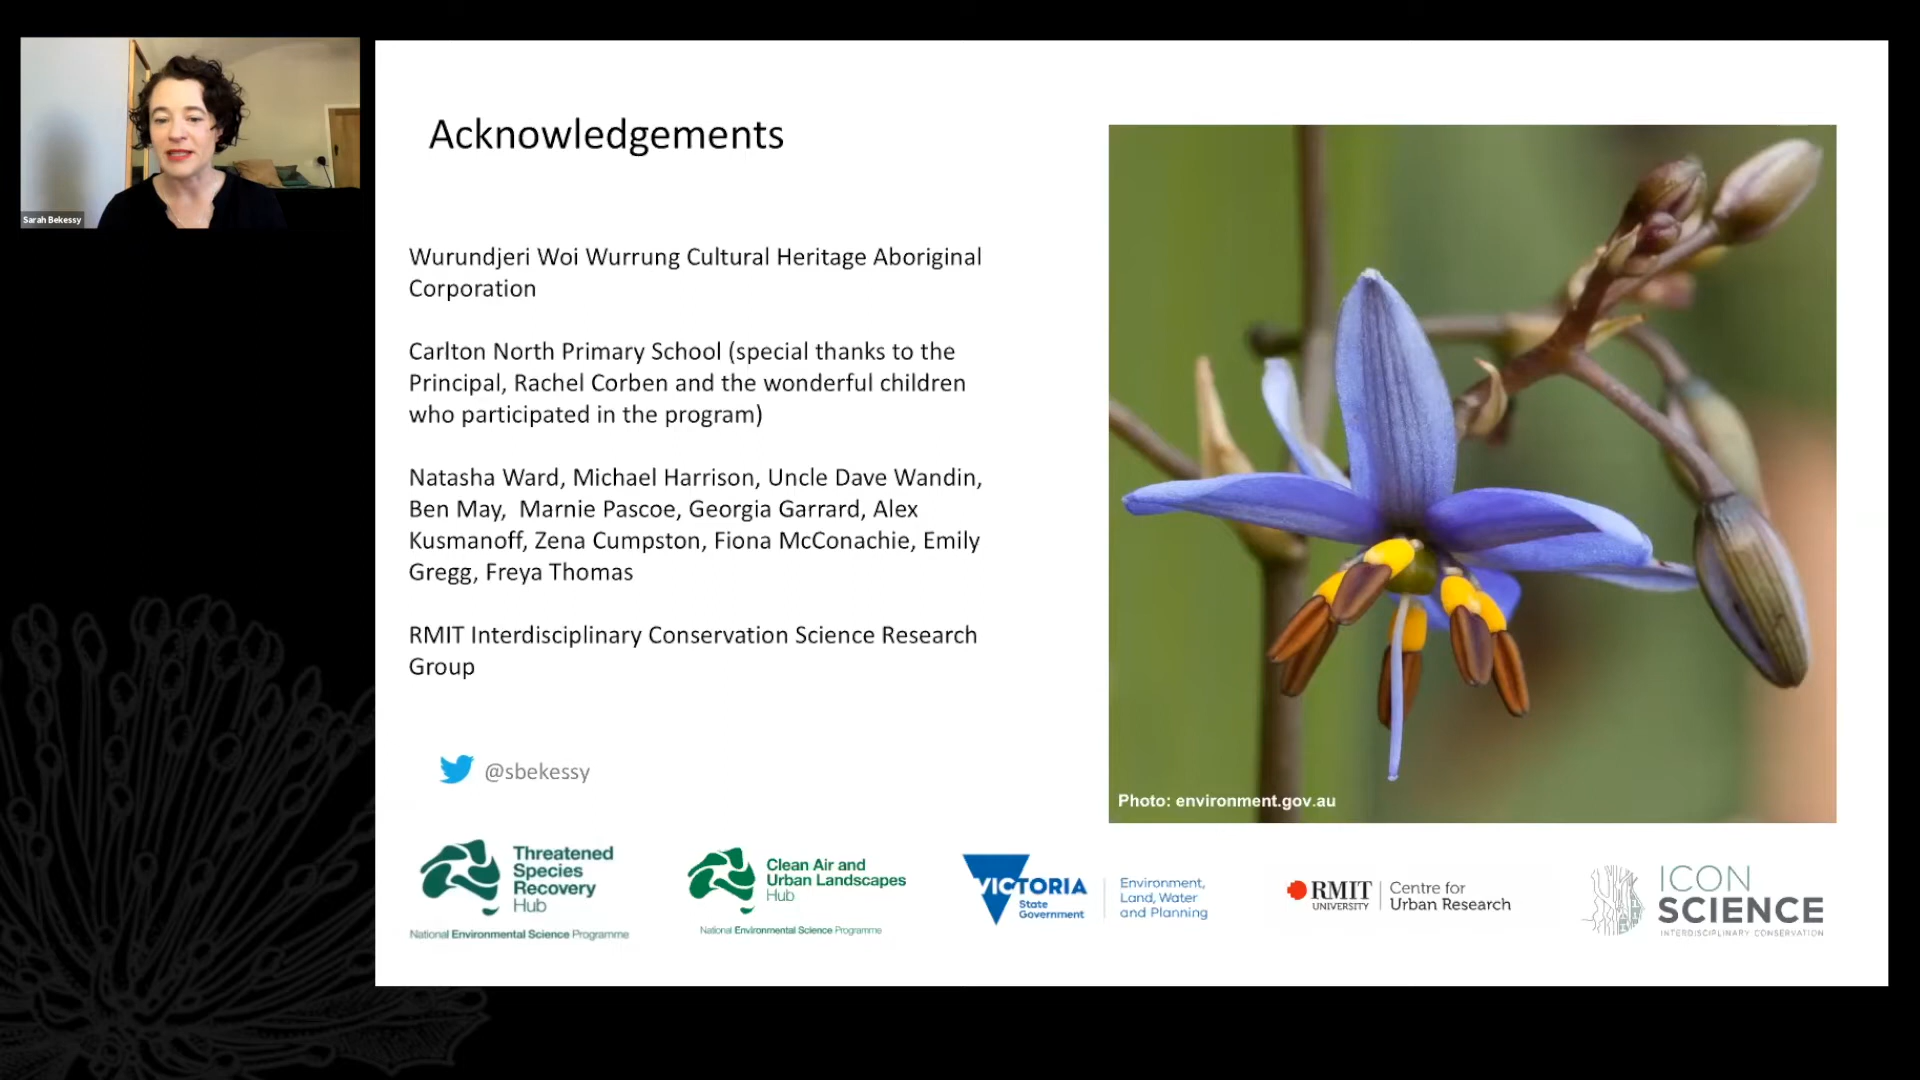 Sarah Bekessy
Acknowledgements
Wurundjeri Woi Wurrung Cultural Heritage Aboriginal
Corporation
Carlton North Primary School (special thanks to the
Principal, Rachel Corben and the wonderful children
who participated in the program)
Natasha Ward, Michael Harrison, Uncle Dave Wandin,
Ben May,  Marnie Pascoe, Georgia Garrard, Alex
Kusmanoff, Zena Cumpston, Fiona McConachie, Emily
Gregg, Freya Thomas
RMIT Interdisciplinary Conservation Science Research
Group
@sbekessy
Photo: environment.gov.au
Threatened
Species
Recovery
Hub
National Environmental Science Programme
Clean Air and
Urban Landscapes
Hub
National Environmental Science Programme
VICTORIA
State
Government
Environment,
Land, Water
and Planning
RMIT
UNIVERSITY
Centre for
Urban Research
ICON
SCIENCE
INTERDISCIPLINARY CONSERVATION